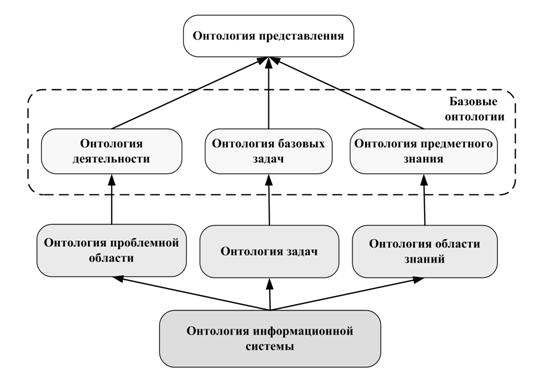 Онтология представления
Базовые
онтологии
Онтология
деятельности
Онтология базовых
задач
Онтология предметного
знания
Онтология проблемной
области
Онтология задач
Онтология области
знаний
Онтология информационной
системы